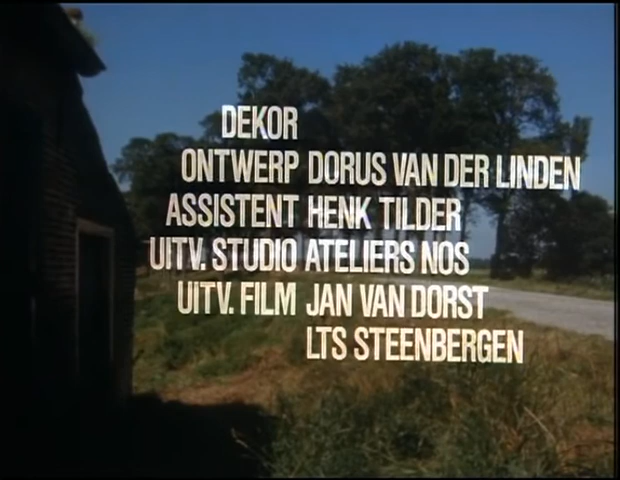 DEKOR
ONTWERP DORUS VAN DER LINDEN
ASSISTENT HENK TILDER
UITV. STUDIO ATELIERS NOS
UITV. FILM JAN VAN DORST
LTS STEENBERGEN